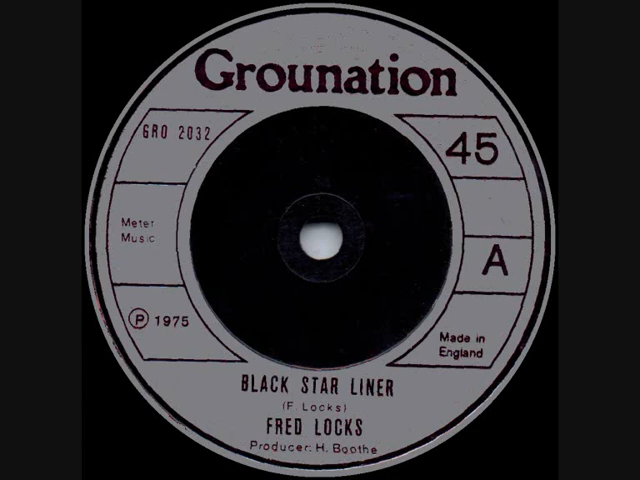 Grounation
GRO 2032
45
Meter
Music
A
℗ 1975
Made in
England
BLACK STAR LINER
(F. Locks)
FRED LOCKS
Producer: H. Boothe